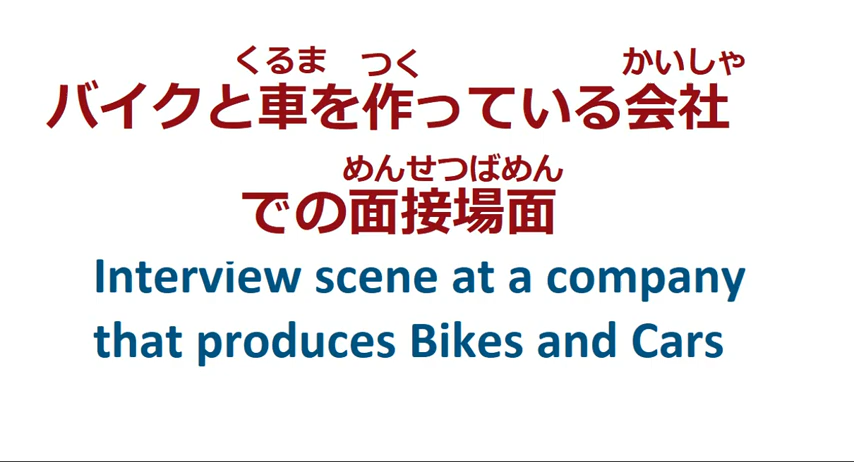 くるま つく かいしゃ
バイクと車を作っている会社
めんせつばめん
での面接場面
Interview scene at a company
that produces Bikes and Cars